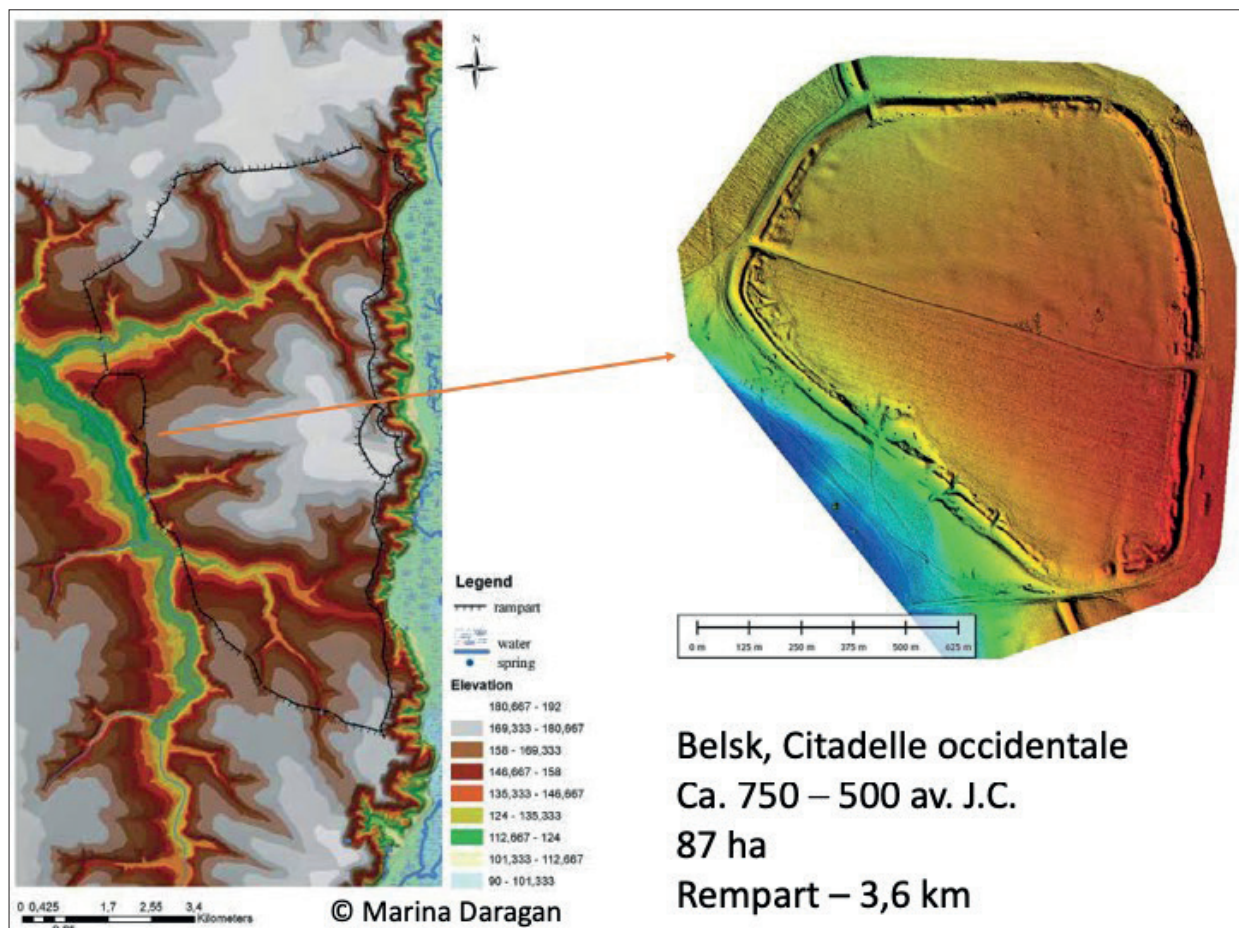 N
Legend
rampart
water
spring
Elevation
180,667 - 192
169,333 - 180,667
158 - 169,333
146,667 - 158
135,333 - 146,667
124 - 135,333
112,667 - 124
101,333 - 112,667
90 - 101,333
0 0,425 1,7 2,55 3,4
Kilometers
© Marina Daragan
0 m 125 m 250 m 375 m 500 m 625 m
Belsk, Citadelle occidentale
Ca. 750 – 500 av. J.C.
87 ha
Rempart – 3,6 km